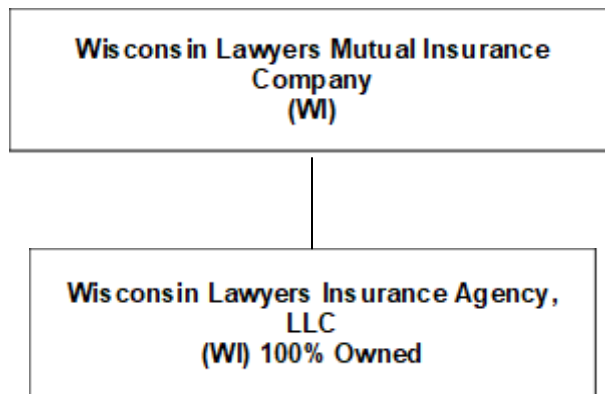 Wisconsin Lawyers Mutual Insurance
Company
(WI)
Wisconsin Lawyers Insurance Agency,
LLC
(WI) 100% Owned